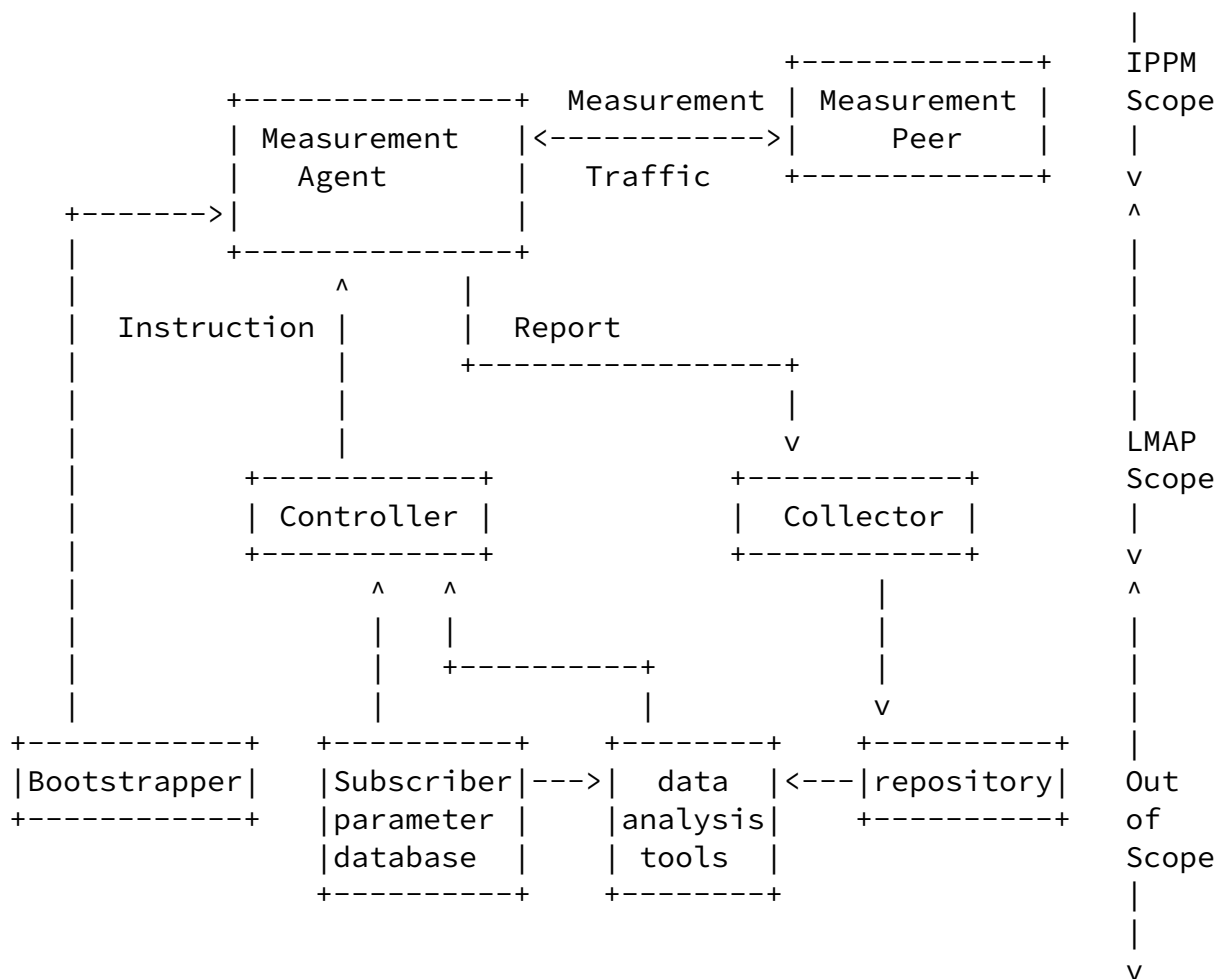 IPPM
Measurement Measurement Scope
Measurement Peer
Agent Traffic
Instruction Report
LMAP
Scope
Controller Collector
Bootstrapper Subscriber data repository Out
parameter analysis of
database tools Scope